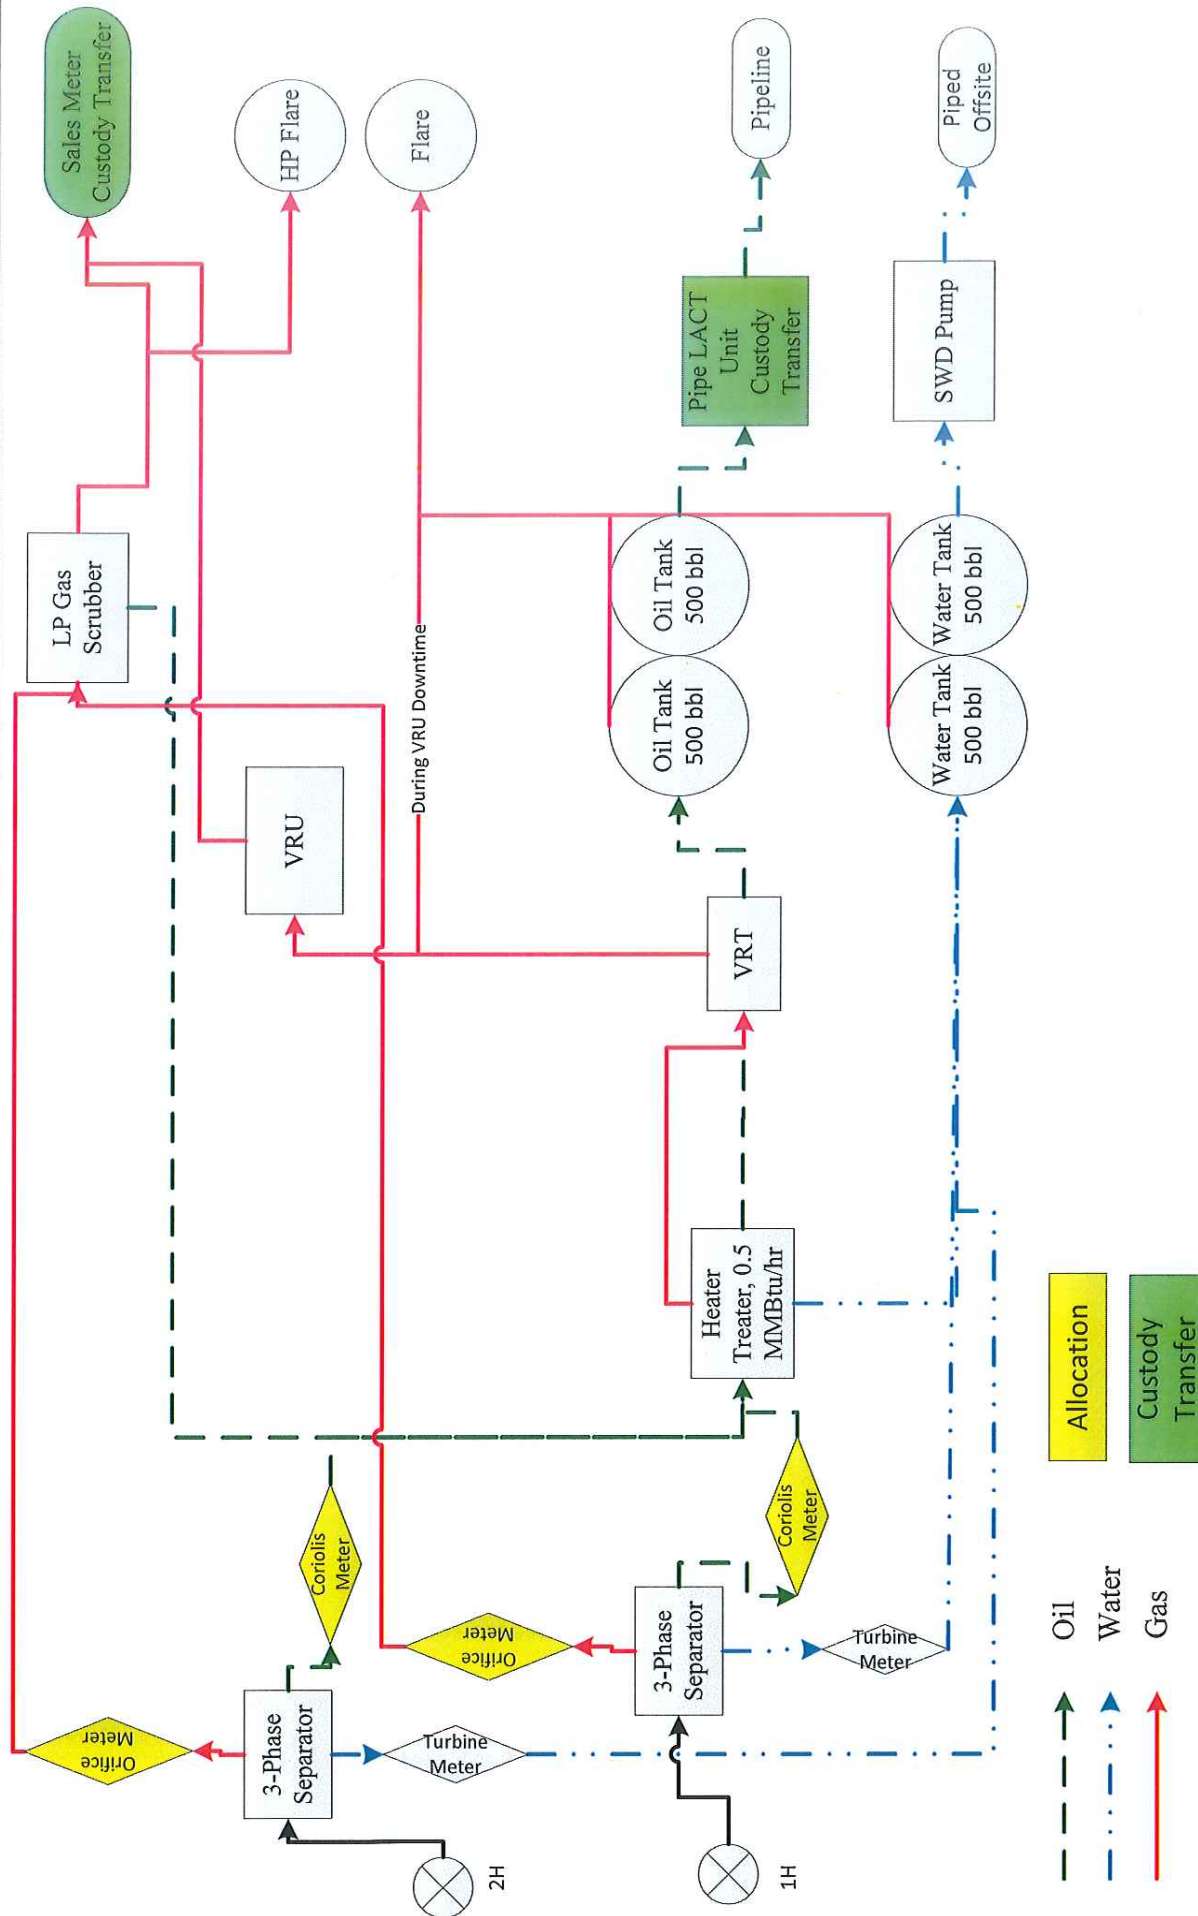 Sales Meter
Custody Transfer
HP Flare
Flare
Pipeline
Piped
Offsite
LP Gas
Scrubber
Pipe LACT
Unit
Custody
Transfer
SWD Pump
VRU
During VRU Downtime
Oil Tank
500 bbl
Oil Tank
500 bbl
Water Tank
500 bbl
Water Tank
500 bbl
VRT
Heater
Treater, 0.5
MMBtu/hr
Orifice
Meter
3-Phase
Separator
Coriolis
Meter
Turbine
Meter
2H
Orifice
Meter
3-Phase
Separator
Coriolis
Meter
Turbine
Meter
1H
Oil
Water
Gas
Allocation
Custody
Transfer